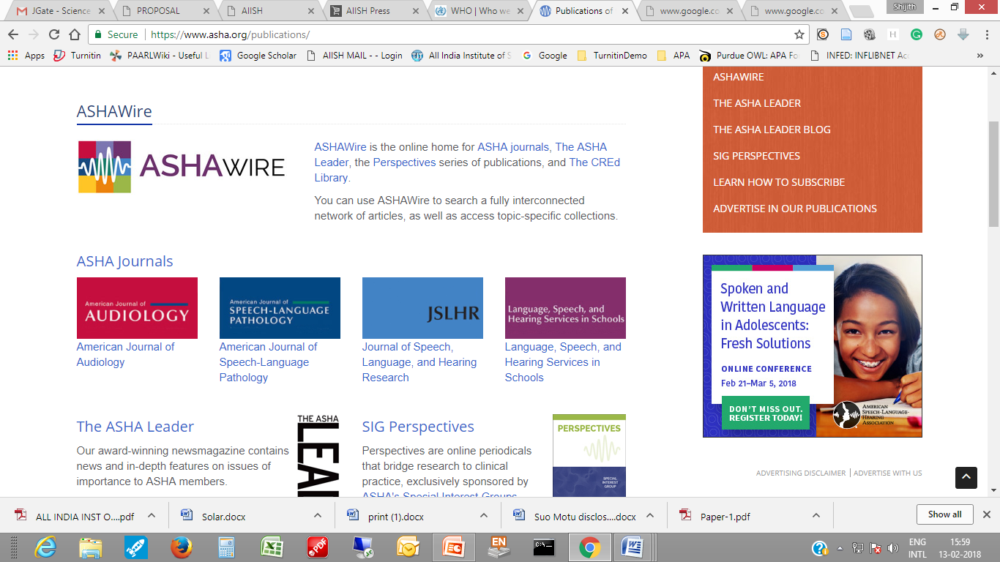 JGate - Science
PROPOSAL
AIISH
AIISH Press
WHO | Who we
Publications of
www.google.co
www.google.co
Shijith
Secure
https://www.asha.org/publications/
Apps
Turnitin
PAARLWiki - Useful L
Google Scholar
AIISH MAIL - - Login
All India Institute of S
Google
TurnitinDemo
APA
Purdue OWL: APA Fo
INFED: INFLIBNET Acc
»
ASHAWire
ASHAWIRE
ASHAWire is the online home for ASHA journals, The ASHA
Leader, the Perspectives series of publications, and The CREd
Library.
You can use ASHAWire to search a fully interconnected
network of articles, as well as access topic-specific collections.
ASHA Journals
American Journal of
AUDIOLOGY
American Journal of
Audiology
American Journal of
SPEECH-LANGUAGE
PATHOLOGY
American Journal of
Speech-Language
Pathology
JSLHR
Journal of Speech,
Language, and Hearing
Research
Language, Speech, and
Hearing Services in Schools
Language, Speech, and
Hearing Services in
Schools
The ASHA Leader
Our award-winning newsmagazine contains
news and in-depth features on issues of
importance to ASHA members.
THE ASHA
LEA
SIG Perspectives
Perspectives are online periodicals
that bridge research to clinical
practice, exclusively sponsored by
ASHA's Special Interest Groups
PERSPECTIVES
SPECIAL
INTEREST
GROUP
ASHAWIRE
THE ASHA LEADER
THE ASHA LEADER BLOG
SIG PERSPECTIVES
LEARN HOW TO SUBSCRIBE
ADVERTISE IN OUR PUBLICATIONS
Spoken and
Written Language
in Adolescents:
Fresh Solutions
ONLINE CONFERENCE
Feb 21–Mar 5, 2018
DON'T MISS OUT.
REGISTER TODAY!
AMERICAN
SPEECH-LANGUAGE-
HEARING
ASSOCIATION
ADVERTISING DISCLAIMER | ADVERTISE WITH US
ALL INDIA INST O....pdf
Solar.docx
print (1).docx
Suo Motu disclos....docx
Paper-1.pdf
Show all
EN
ENG
INTL
15:59
13-02-2018